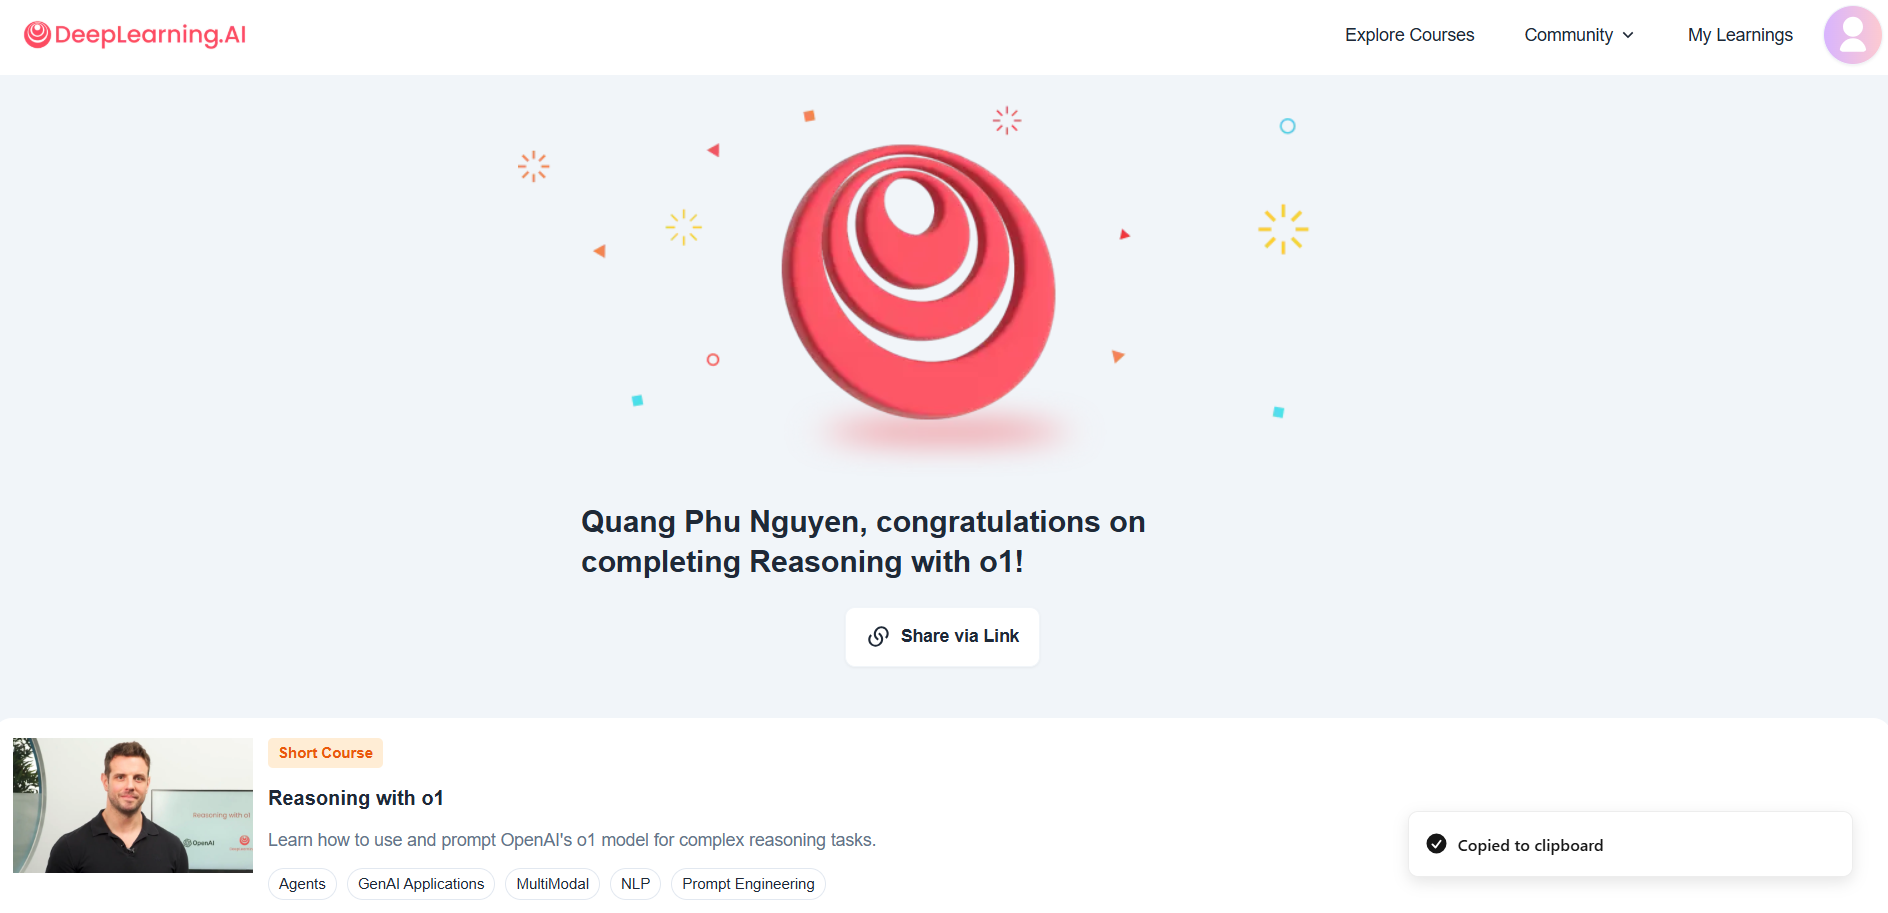 DeepLearning.AI
Explore Courses
Community
My Learnings
Quang Phu Nguyen, congratulations on
completing Reasoning with o1!
Share via Link
Short Course
Reasoning with o1
Learn how to use and prompt OpenAI's o1 model for complex reasoning tasks.
Agents
GenAI Applications
MultiModal
NLP
Prompt Engineering
Reasoning with o1
OpenAI
Copied to clipboard